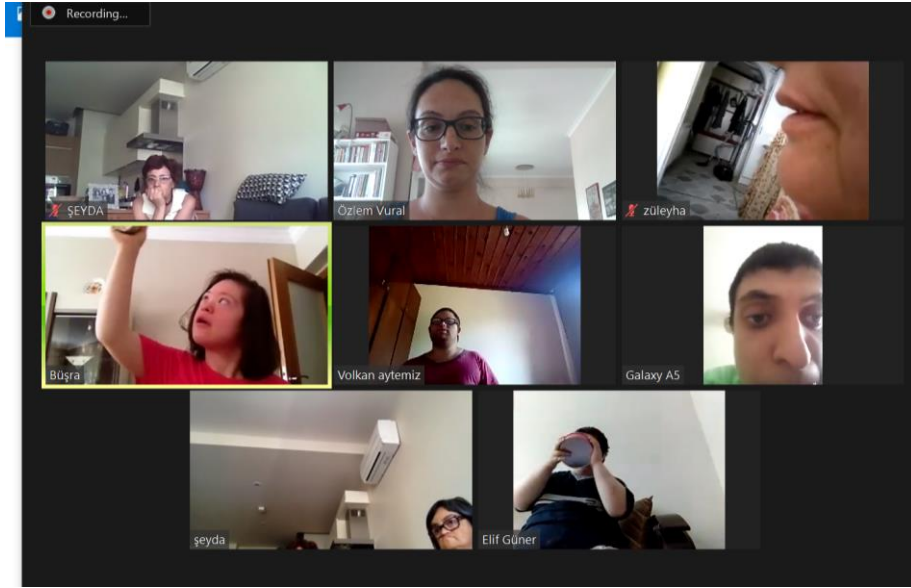 Recording...
ŞEYDA
Özlem Vural
züleyha
Büşra
Volkan aytemiz
Galaxy A5
şeyda
Elif Güner